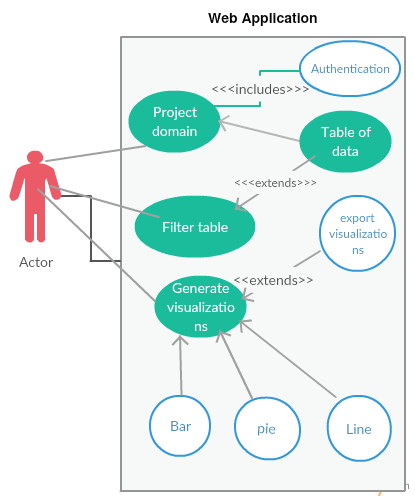 Web Application
Authentication
<<<includes>>>
Project
domain
Table of
data
<<<extends>>>
Filter table
export
visualizatio
ns
Actor
<<extends>>
Generate
visualizatio
ns
Bar
pie
Line